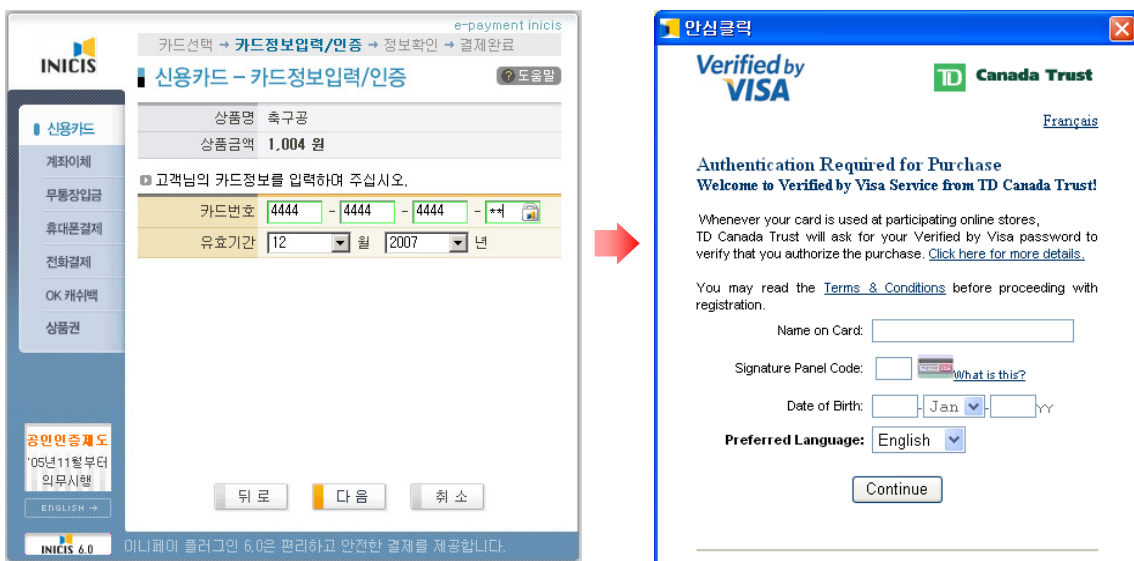 e-payment inicis
카드선택 → 카드정보입력/인증 → 정보확인 → 결제완료
INICIS
신용카드 – 카드정보입력/인증
? 도움말
신용카드
계좌이체
무통장입금
휴대폰결제
전화결제
OK 캐쉬백
상품권
공인인증제도
'05년11월부터
의무시행
ENGLISH →
INICIS 6.0
상품명 축구공
상품금액 1,004 원
고객님의 카드정보를 입력하며 주십시오.
카드번호 4444 - 4444 - 4444 - **
유효기간 12 월 2007 년
뒤로 다음 취소
이니페이 플러그인 6.0은 편리하고 안전한 결제를 제공합니다.
안심클릭
Verified by
VISA
TD Canada Trust
Français
Authentication Required for Purchase
Welcome to Verified by Visa Service from TD Canada Trust!
Whenever your card is used at participating online stores,
TD Canada Trust will ask for your Verified by Visa password to
verify that you authorize the purchase. Click here for more details.
You may read the Terms & Conditions before proceeding with
registration.
Name on Card:
Signature Panel Code: What is this?
Date of Birth: - Jan - YY
Preferred Language: English
Continue